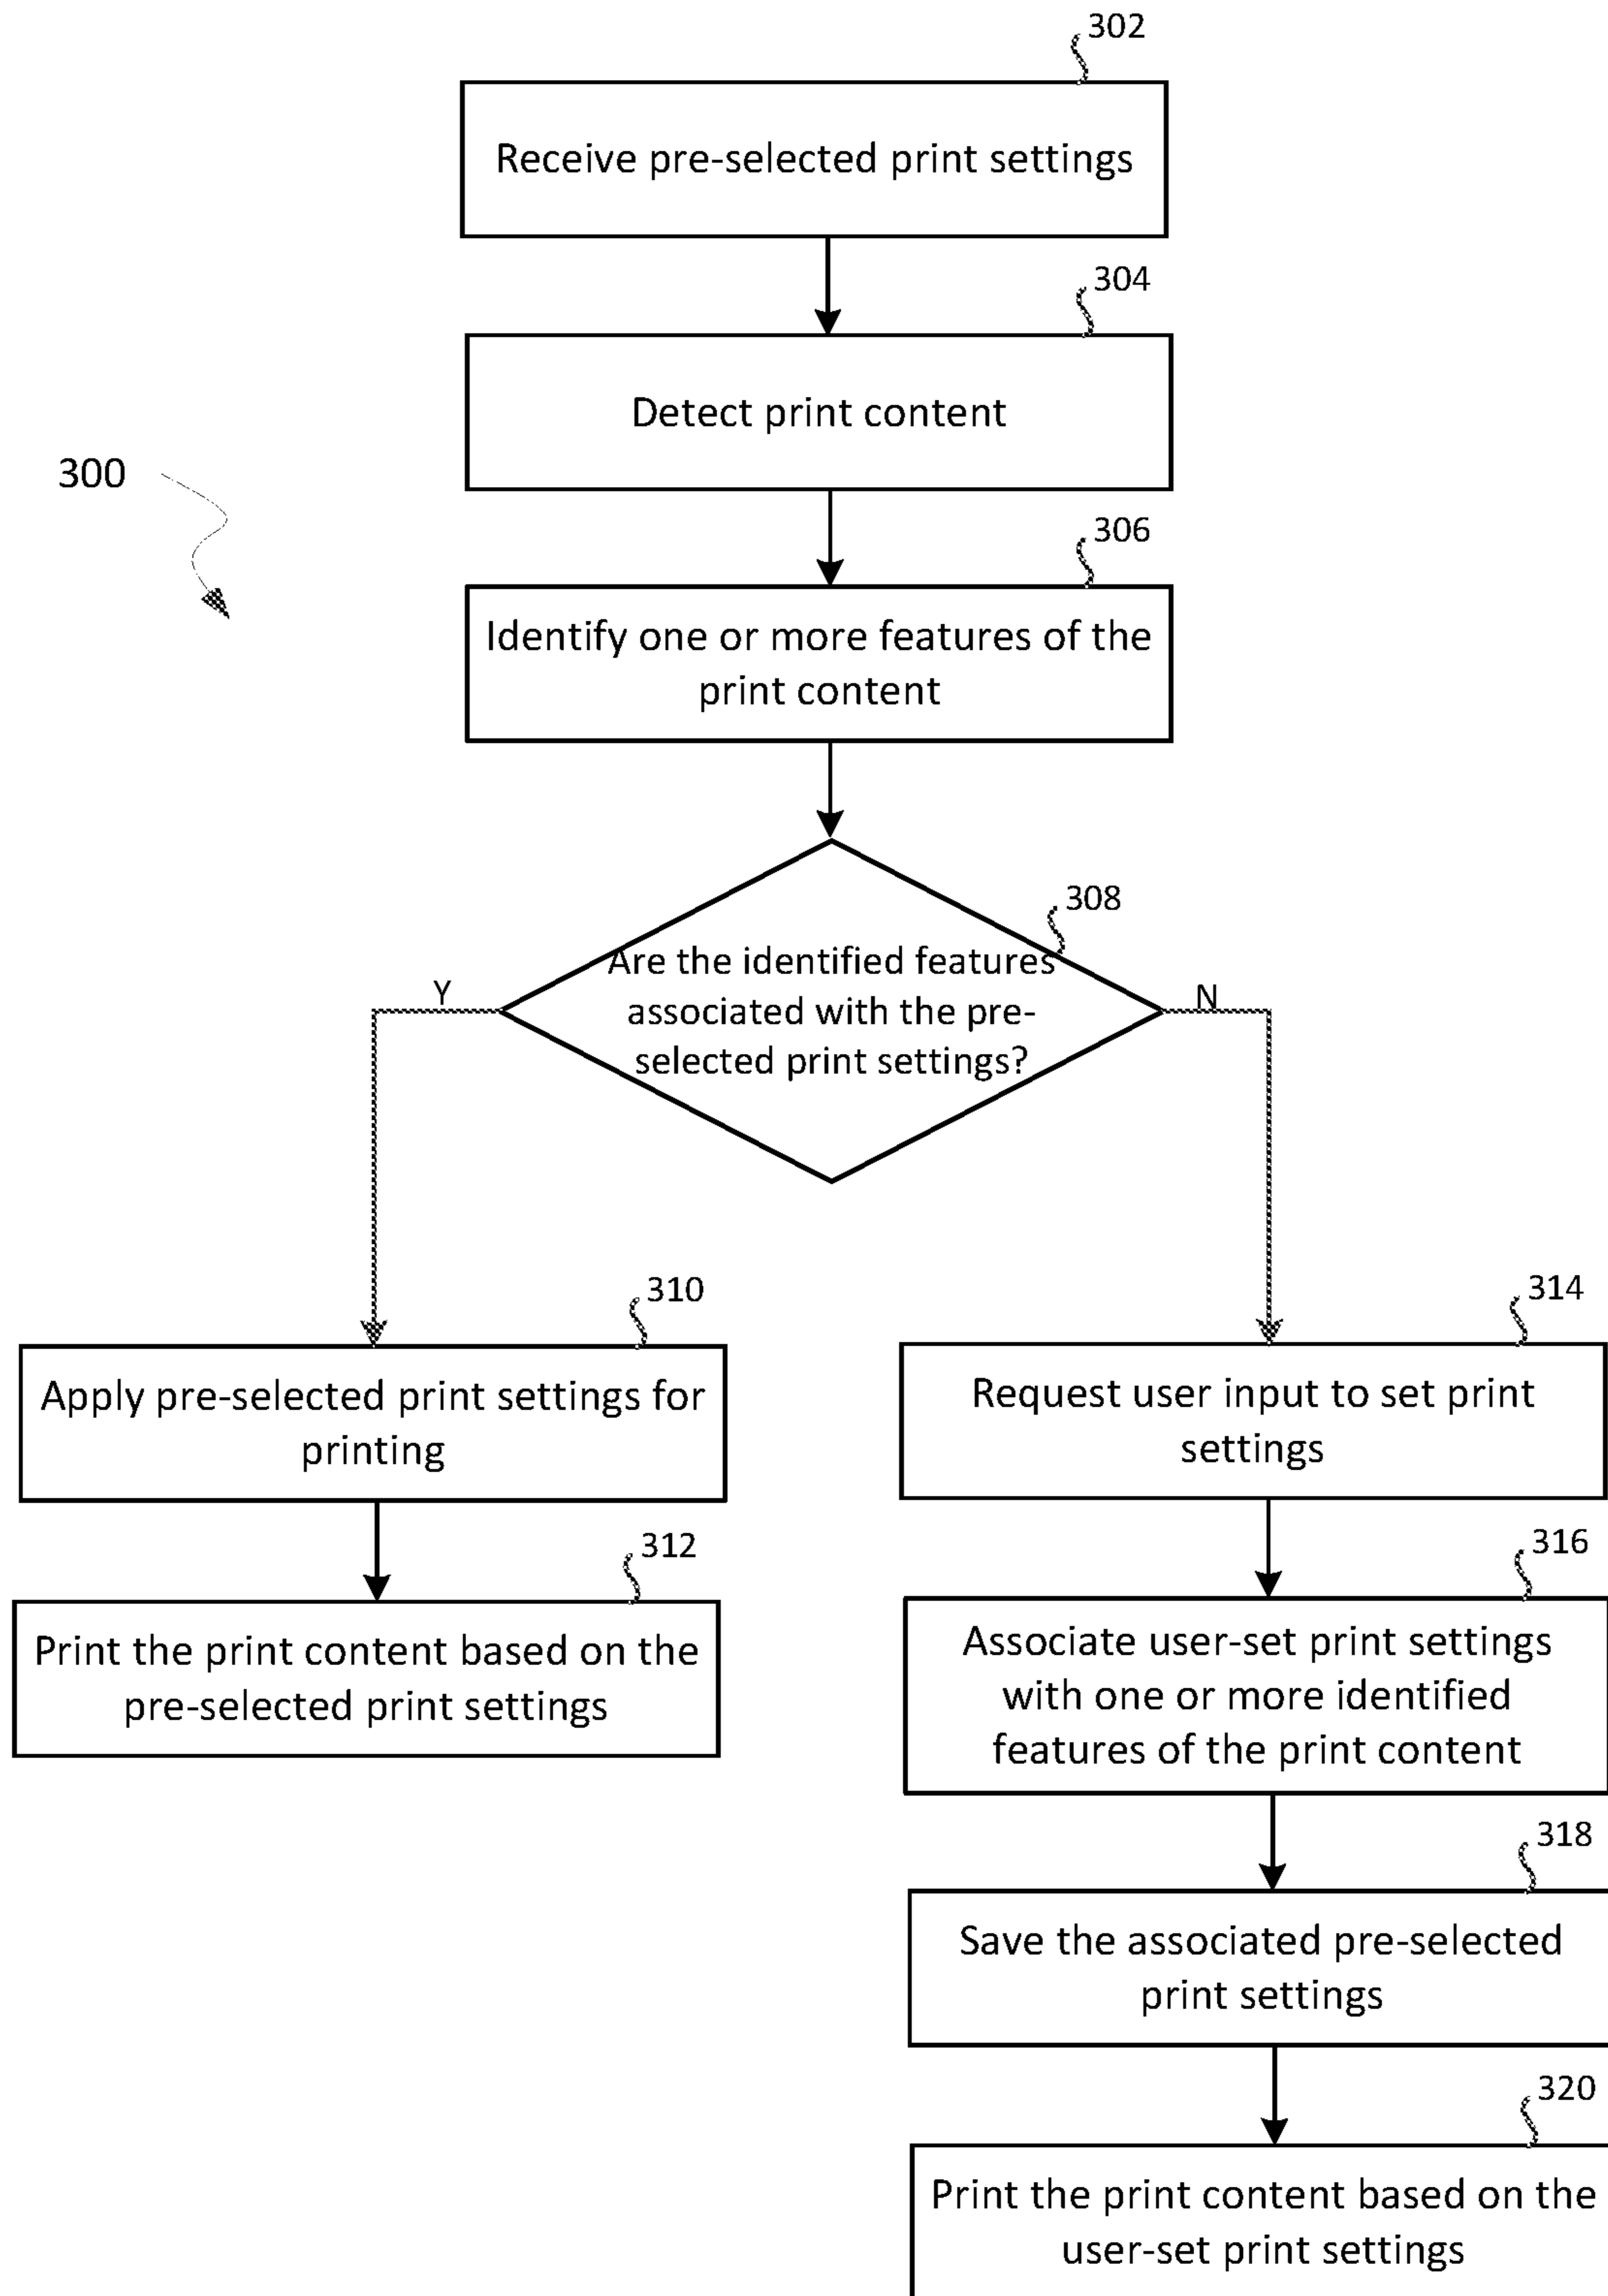 302
Receive pre-selected print settings
304
Detect print content
300
306
Identify one or more features of the
print content
308
Are the identified features
associated with the pre-
selected print settings?
Y
N
310
Apply pre-selected print settings for
printing
312
Print the print content based on the
pre-selected print settings
314
Request user input to set print
settings
316
Associate user-set print settings
with one or more identified
features of the print content
318
Save the associated pre-selected
print settings
320
Print the print content based on the
user-set print settings